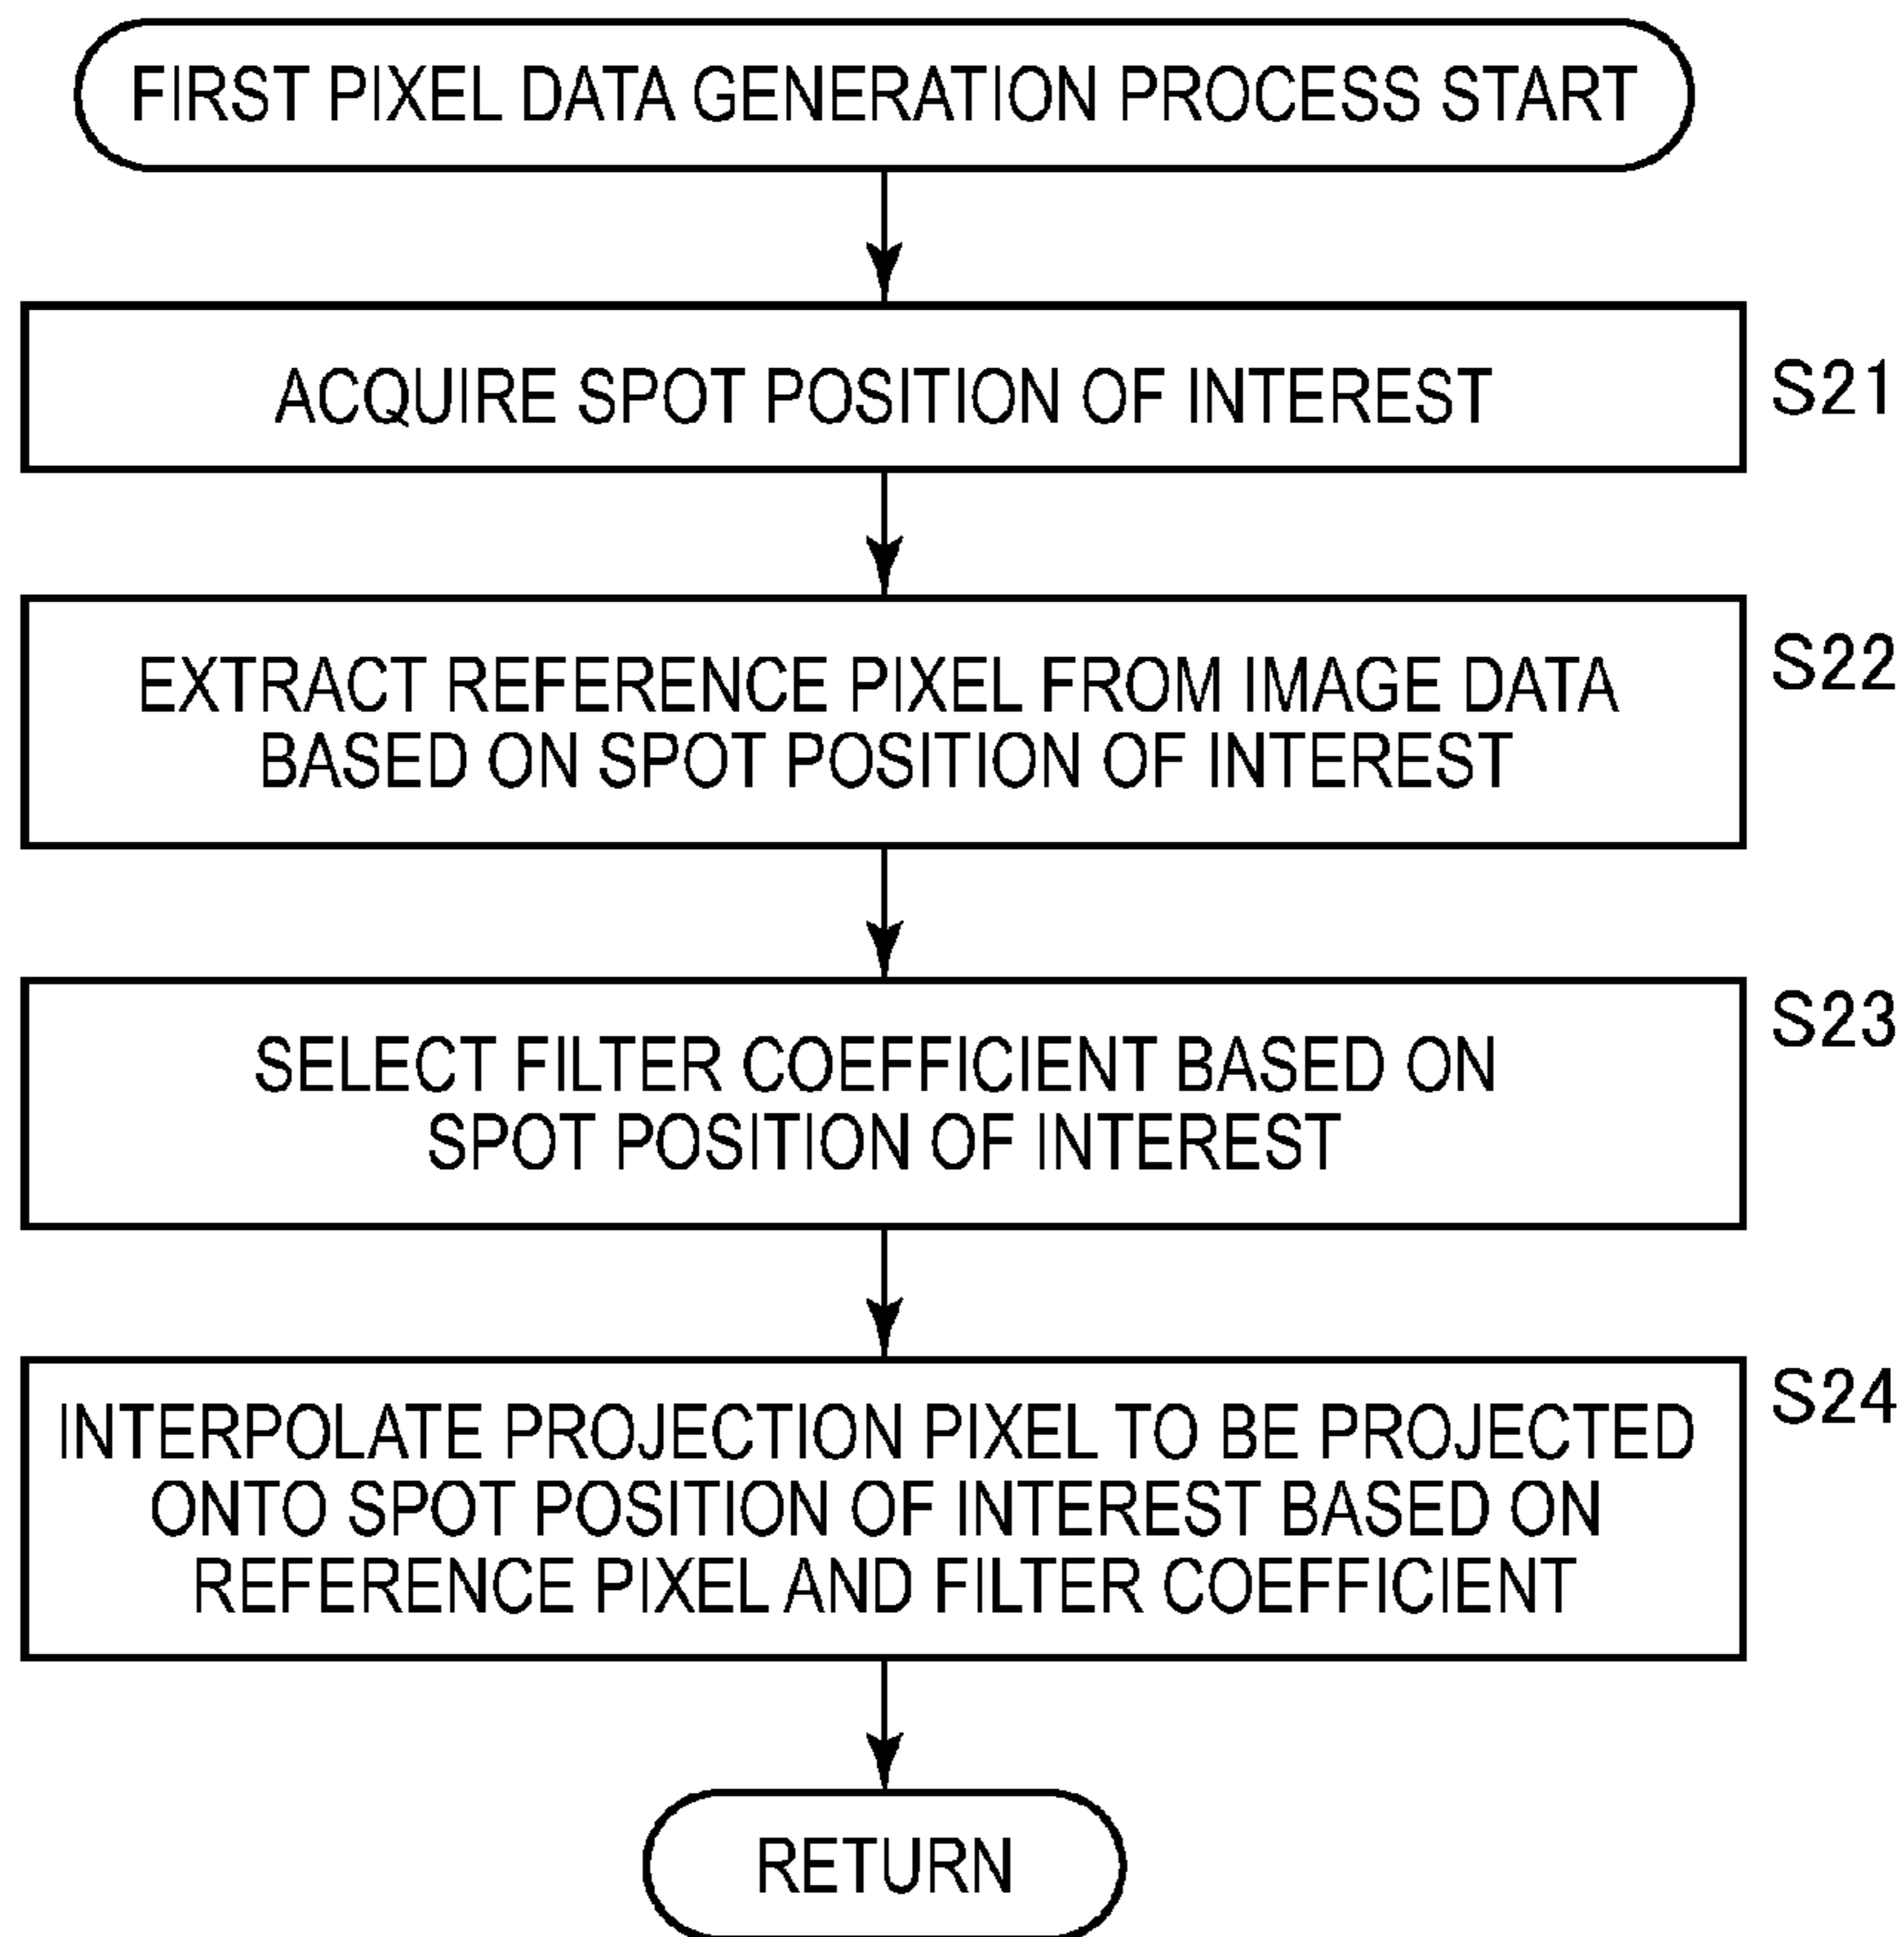 FIRST PIXEL DATA GENERATION PROCESS START
ACQUIRE SPOT POSITION OF INTEREST
S21
EXTRACT REFERENCE PIXEL FROM IMAGE DATA
BASED ON SPOT POSITION OF INTEREST
S22
SELECT FILTER COEFFICIENT BASED ON
SPOT POSITION OF INTEREST
S23
INTERPOLATE PROJECTION PIXEL TO BE PROJECTED
ONTO SPOT POSITION OF INTEREST BASED ON
REFERENCE PIXEL AND FILTER COEFFICIENT
S24
RETURN